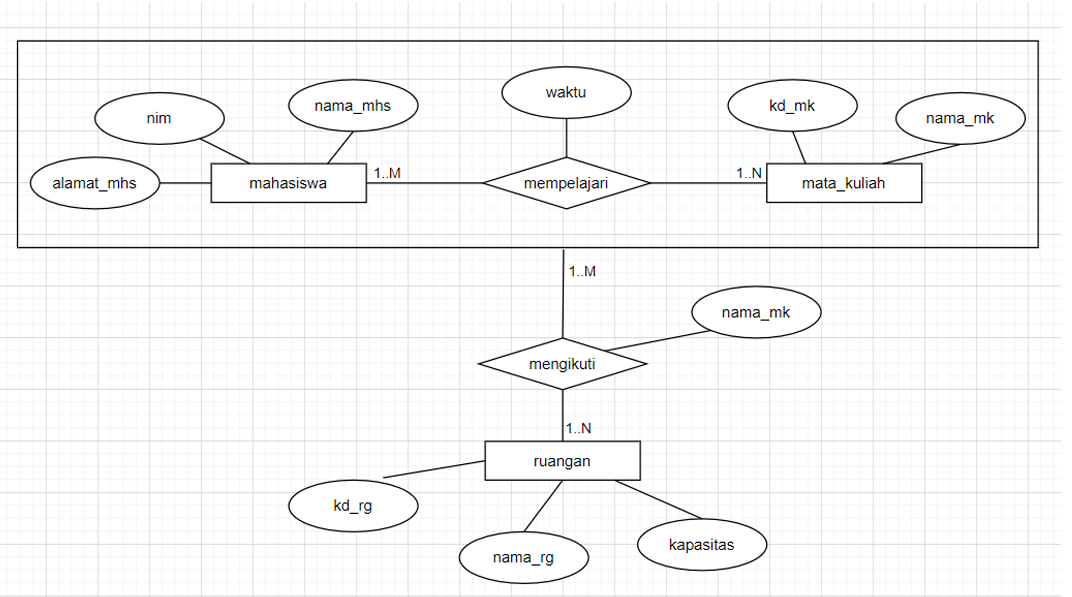 waktu
nama_mhs
kd_mk
nim
nama_mk
alamat_mhs
mahasiswa
1..M
mempelajari
1..N
mata_kuliah
1..M
nama_mk
mengikuti
1..N
ruangan
kd_rg
nama_rg
kapasitas